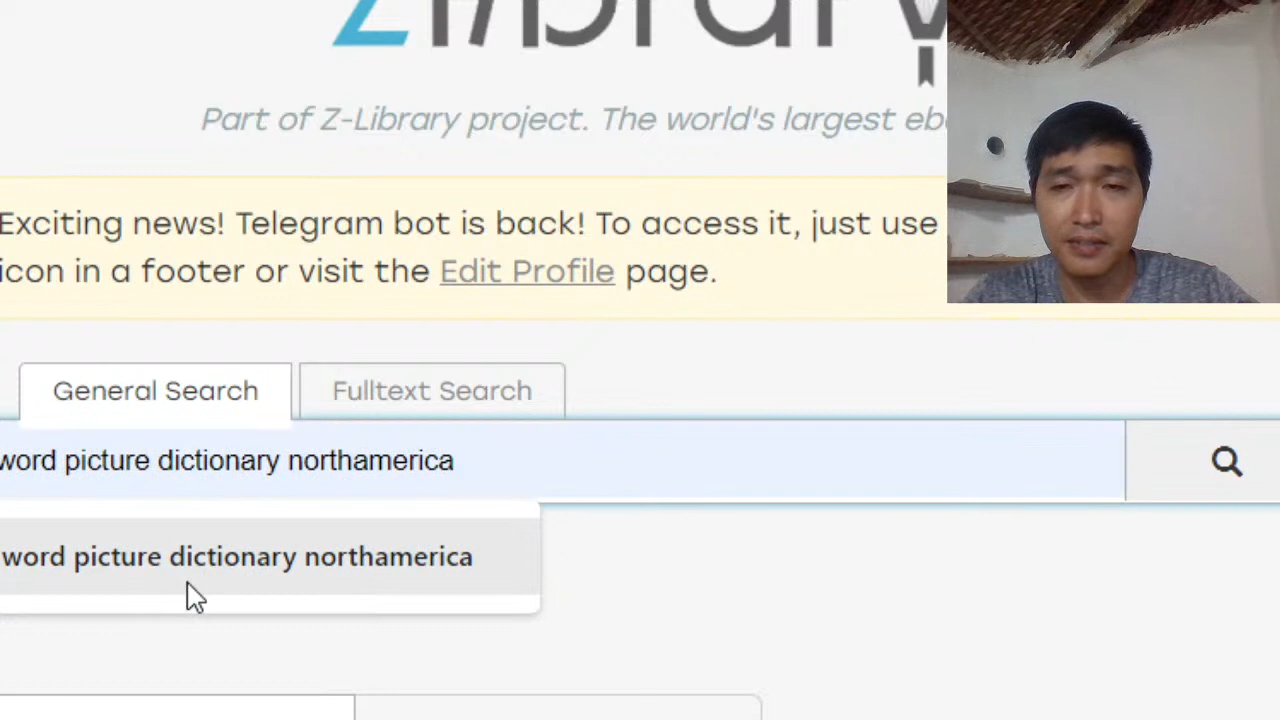 Z-library
Part of Z-Library project. The world's largest eb
Exciting news! Telegram bot is back! To access it, just use
icon in a footer or visit the Edit Profile page.
General Search Fulltext Search
word picture dictionary northamerica
word picture dictionary northamerica